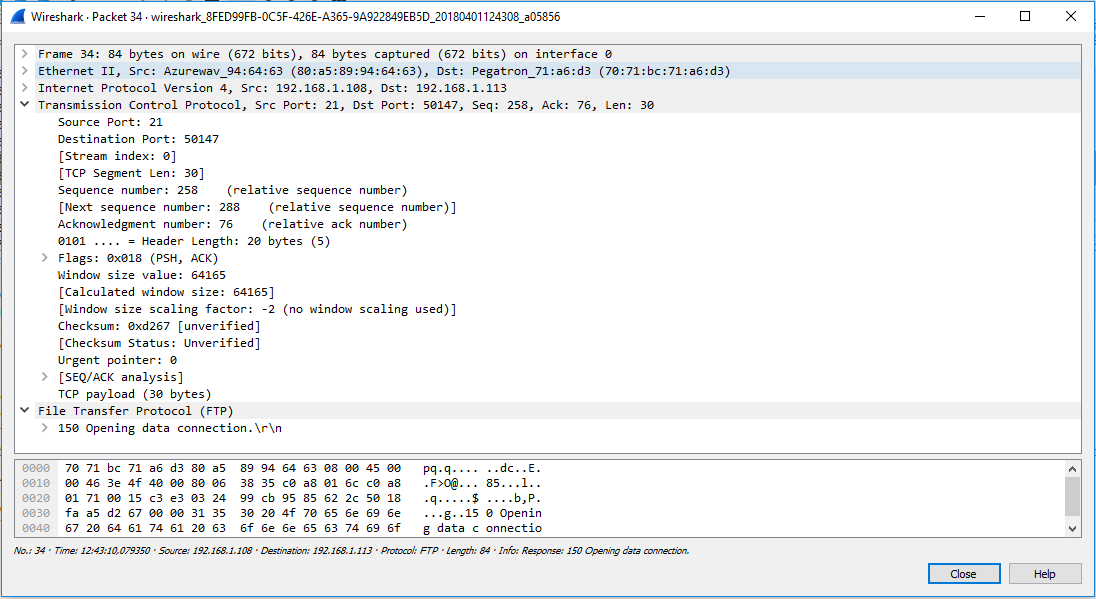 Wireshark · Packet 34 · wireshark_8FED99FB-0C5F-426E-A365-9A922849EB5D_20180401124308_a05856
Frame 34: 84 bytes on wire (672 bits), 84 bytes captured (672 bits) on interface 0
Ethernet II, Src: Azurewav_94:64:63 (80:a5:89:94:64:63), Dst: Pegatron_71:a6:d3 (70:71:bc:71:a6:d3)
Internet Protocol Version 4, Src: 192.168.1.108, Dst: 192.168.1.113
Transmission Control Protocol, Src Port: 21, Dst Port: 50147, Seq: 258, Ack: 76, Len: 30
Source Port: 21
Destination Port: 50147
[Stream index: 0]
[TCP Segment Len: 30]
Sequence number: 258    (relative sequence number)
[Next sequence number: 288    (relative sequence number)]
Acknowledgment number: 76    (relative ack number)
0101 .... = Header Length: 20 bytes (5)
Flags: 0x018 (PSH, ACK)
Window size value: 64165
[Calculated window size: 64165]
[Window size scaling factor: -2 (no window scaling used)]
Checksum: 0xd267 [unverified]
[Checksum Status: Unverified]
Urgent pointer: 0
[SEQ/ACK analysis]
TCP payload (30 bytes)
File Transfer Protocol (FTP)
150 Opening data connection.\r\n
0000  70 71 bc 71 a6 d3 80 a5  89 94 64 63 08 00 45 00   pq.q.... ..dc..E.
0010  00 46 3e 4f 40 00 80 06  38 35 c0 a8 01 6c c0 a8   .F>O@... 85...l..
0020  01 71 00 15 c3 e3 03 24  99 cb 95 85 62 2c 50 18   .q.....$ ....b,P.
0030  fa a5 d2 67 00 00 31 35  30 20 4f 70 65 6e 69 6e   ...g..15 0 Openin
0040  67 20 64 61 74 61 20 63  6f 6e 6e 65 63 74 69 6f   g data c onnectio
No.: 34 · Time: 12:43:10,079350 · Source: 192.168.1.108 · Destination: 192.168.1.113 · Protocol: FTP · Length: 84 · Info: Response: 150 Opening data connection.
Close Help